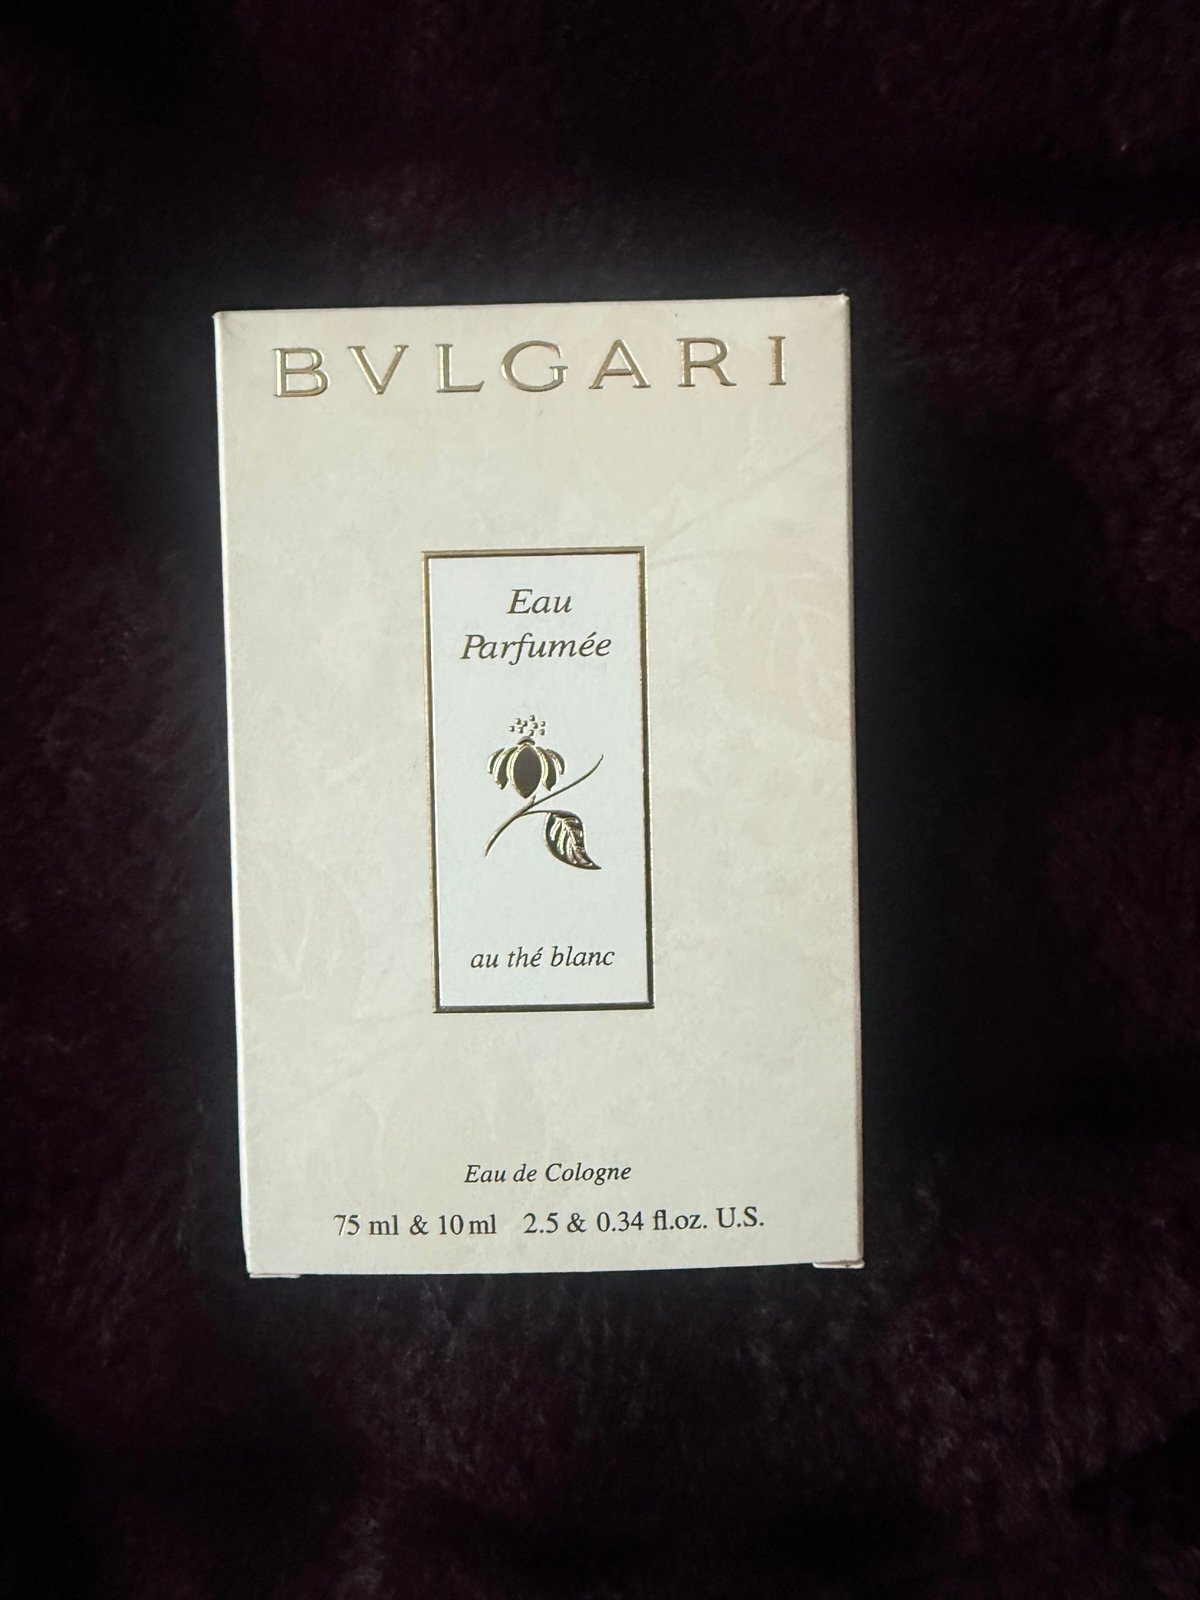 BVLGARI
Eau
Parfumée
au thé blanc
Eau de Cologne
75 ml & 10 ml 2.5 & 0.34 fl.oz. U.S.